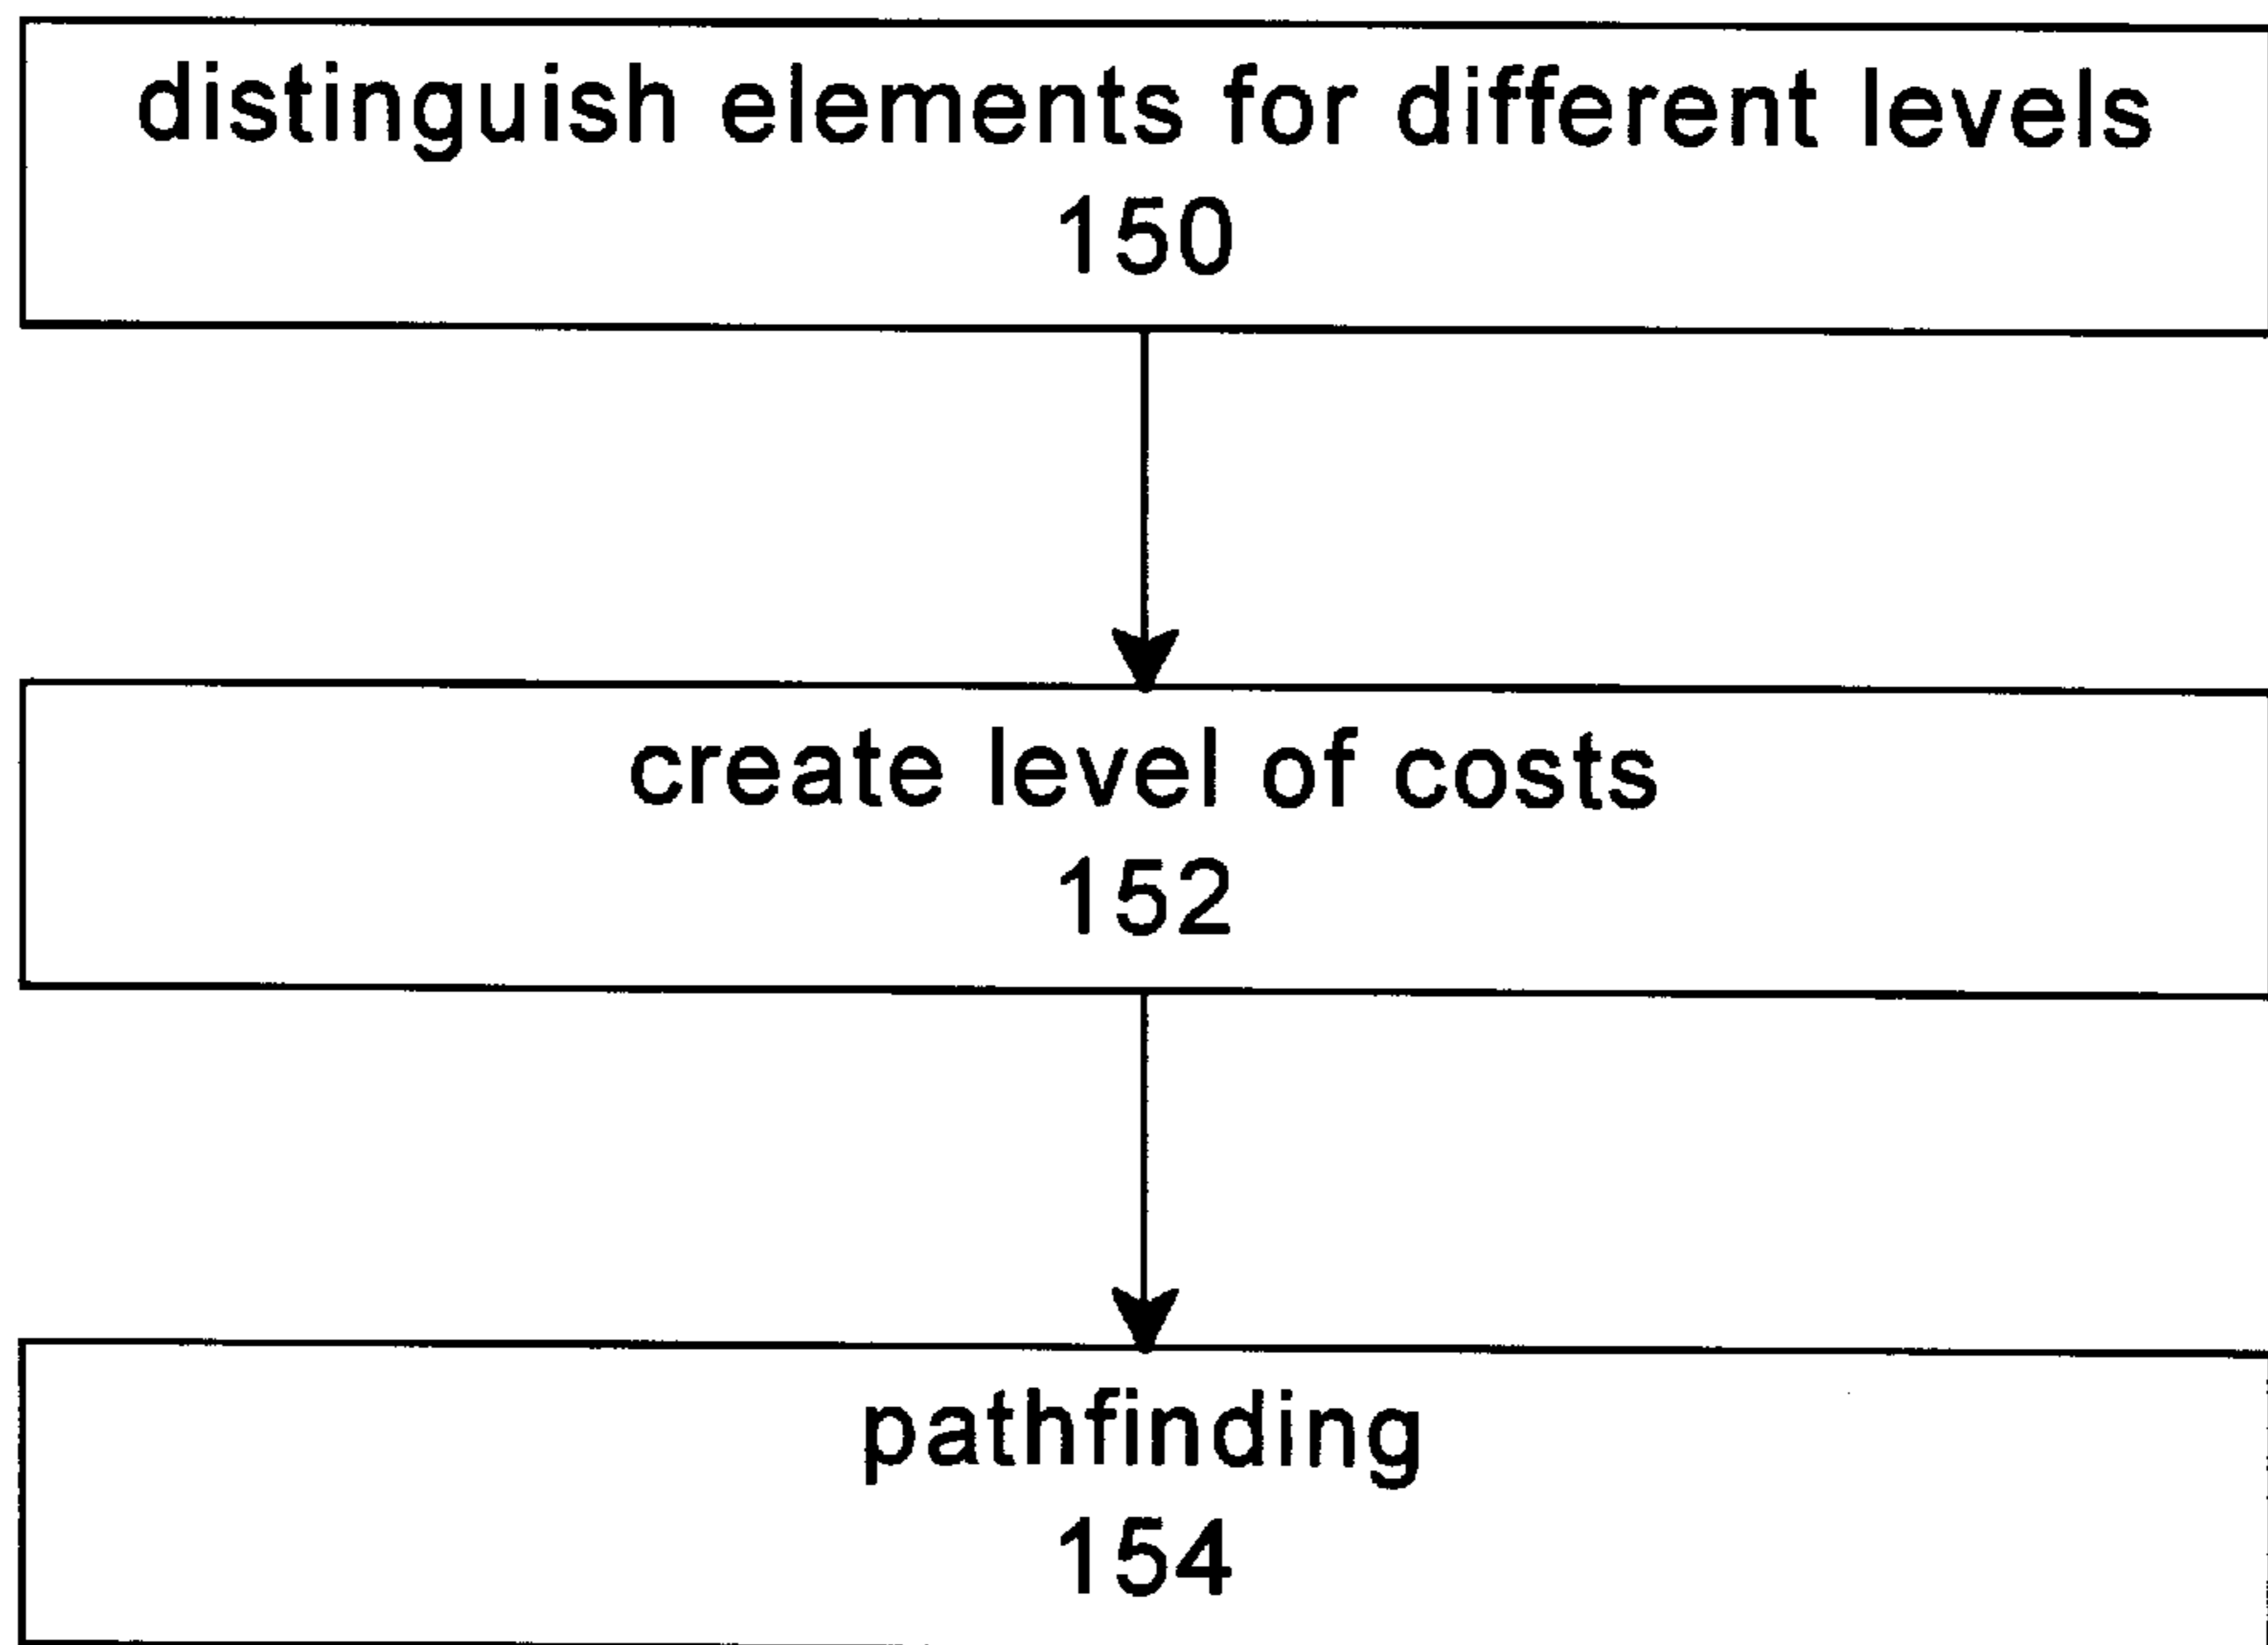 distinguish elements for different levels
150
create level of costs
152
pathfinding
154